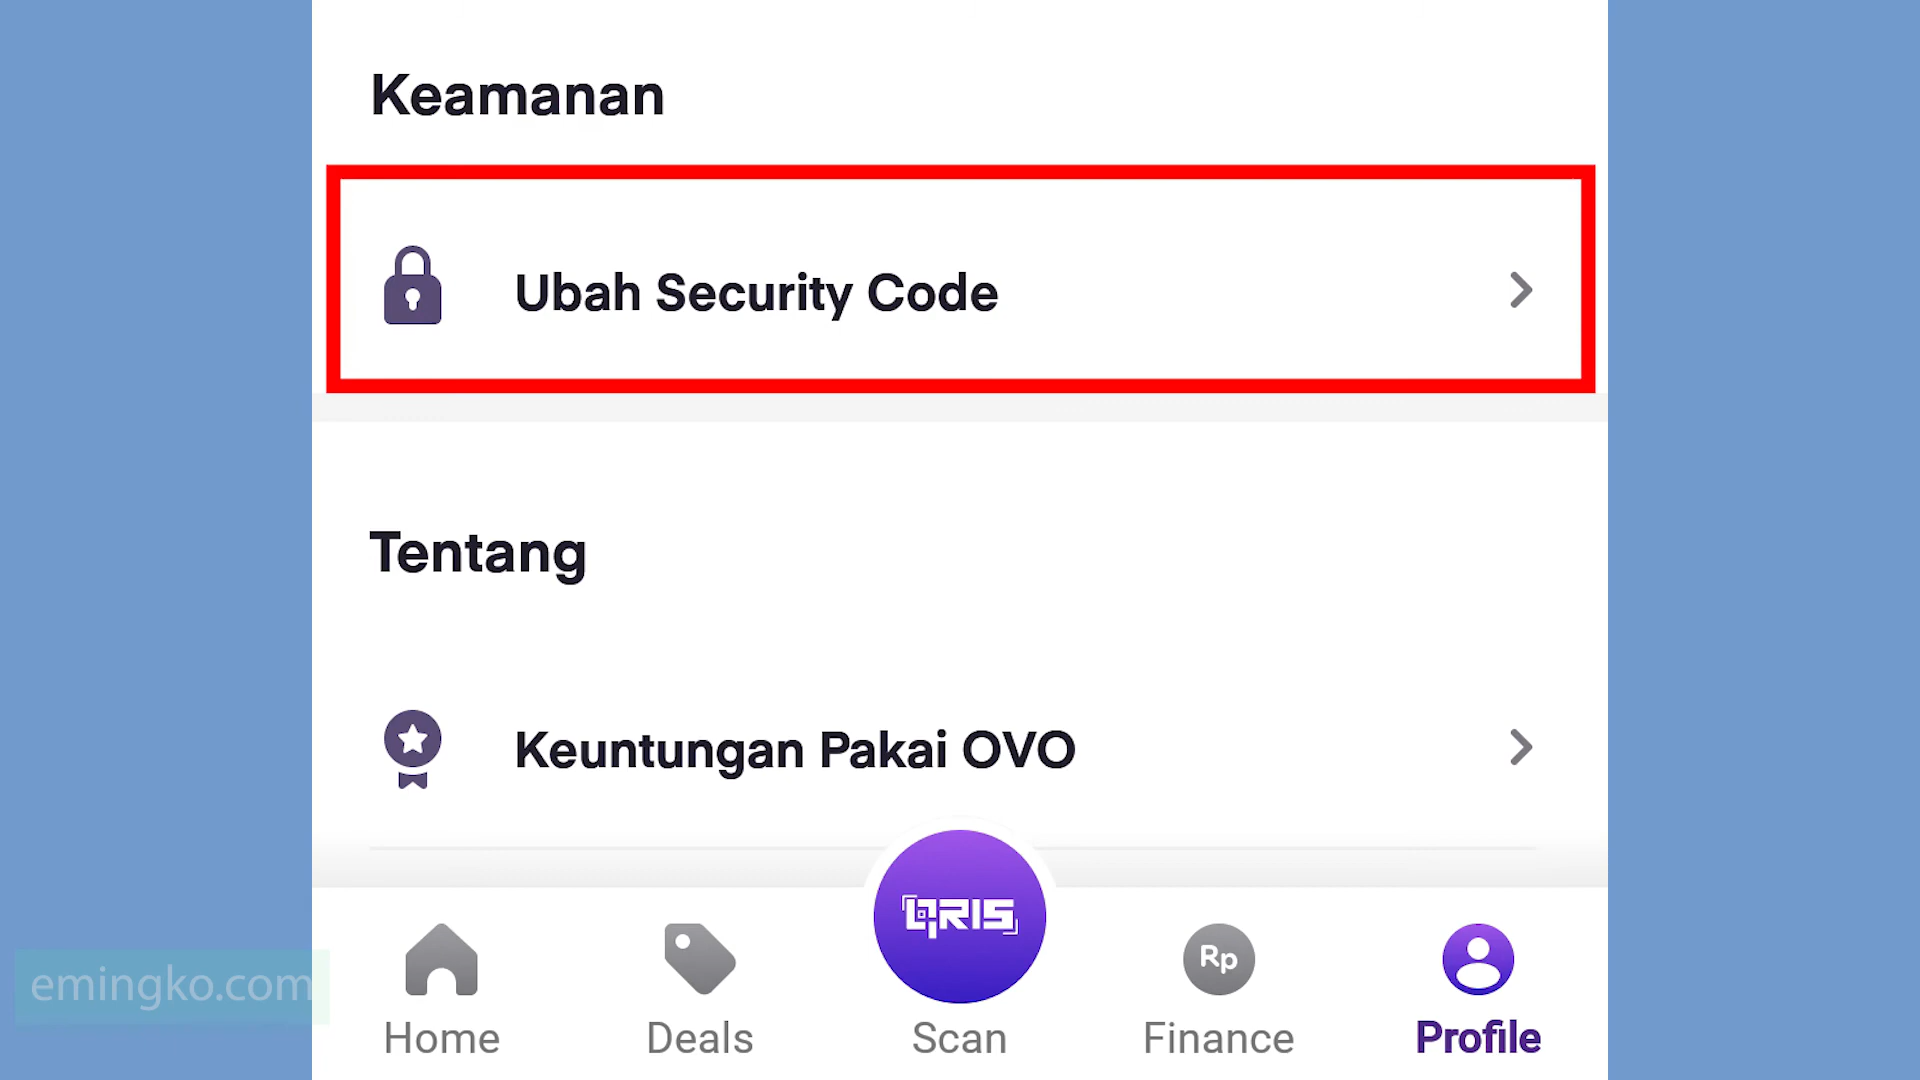 Keamanan
Ubah Security Code
Tentang
Keuntungan Pakai OVO
QRIS
Rp
emingko.com
Home
Deals
Scan
Finance
Profile